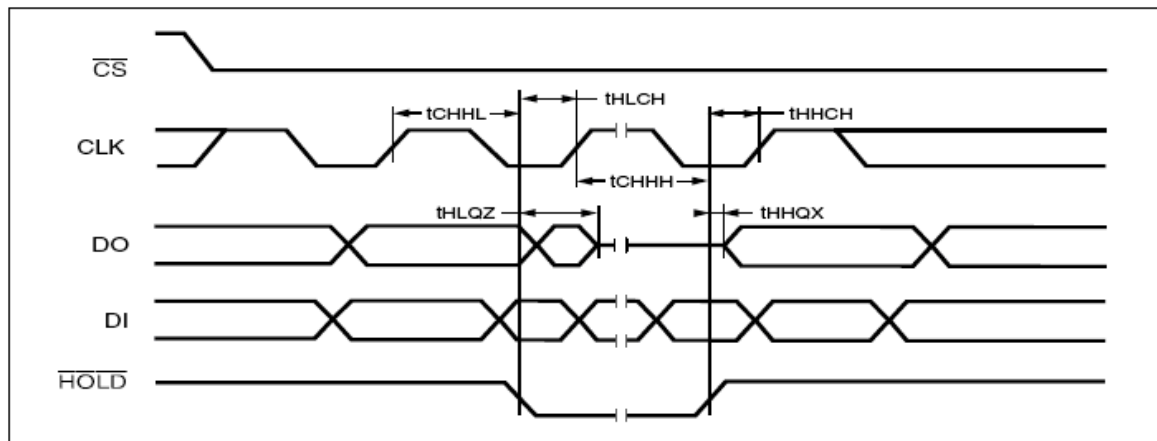 CS
tHLCH
tCHHL
tHHCH
CLK
tCHHH
tHLQZ
tHHQX
DO
DI
HOLD